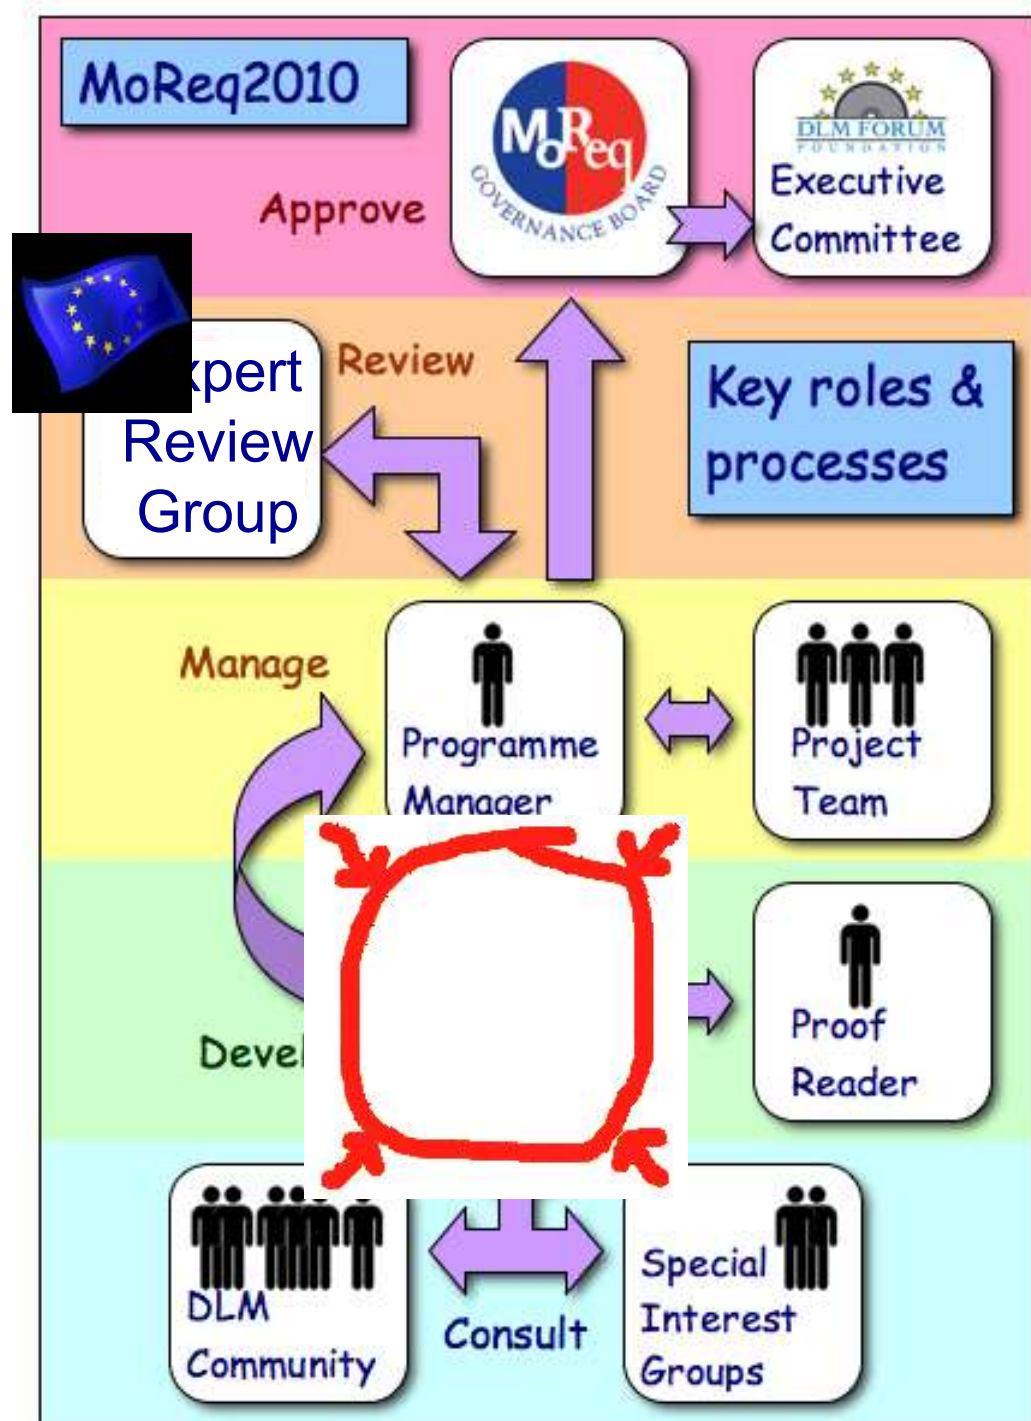 MoReq2010
MoReq
GOVERNANCE BOARD
DLM FORUM
FOUNDATION
Executive
Committee
Approve
xpert
Review
Group
Review
Key roles &
processes
Manage
Programme
Manager
Project
Team
Proof
Reader
Devel
DLM
Community
Consult
Special
Interest
Groups